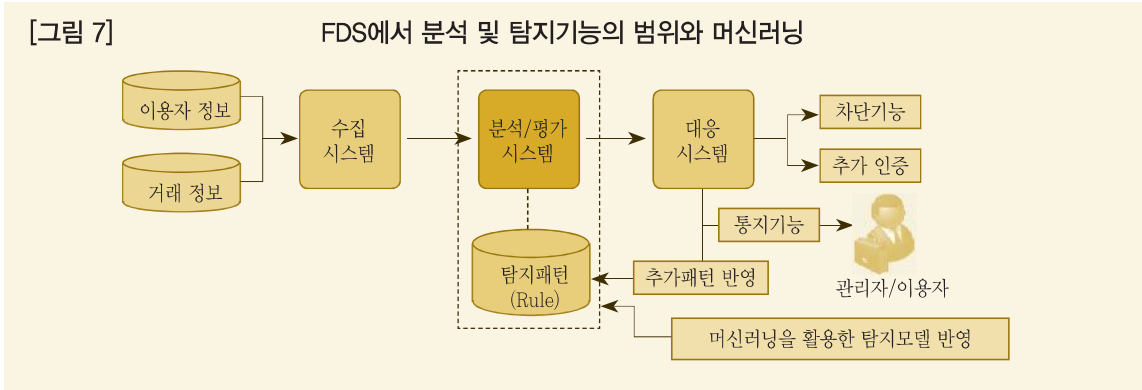 [그림 7]
FDS에서 분석 및 탐지기능의 범위와 머신러닝
이용자 정보
거래 정보
수집
시스템
분석/평가
시스템
대응
시스템
차단기능
추가 인증
통지기능
관리자/이용자
탐지패턴
(Rule)
추가패턴 반영
머신러닝을 활용한 탐지모델 반영